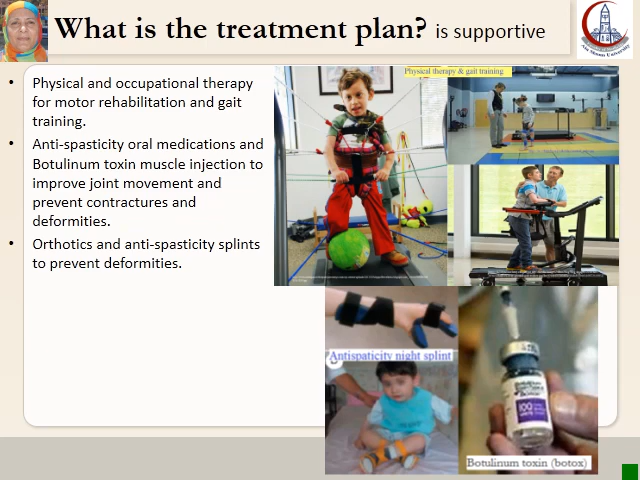 What is the treatment plan? is supportive
• Physical and occupational therapy
for motor rehabilitation and gait
training.
• Anti-spasticity oral medications and
Botulinum toxin muscle injection to
improve joint movement and
prevent contractures and
deformities.
• Orthotics and anti-spasticity splints
to prevent deformities.
Physical therapy & gait training
Antispaticity night splint
100
Botulinum toxin (botox)